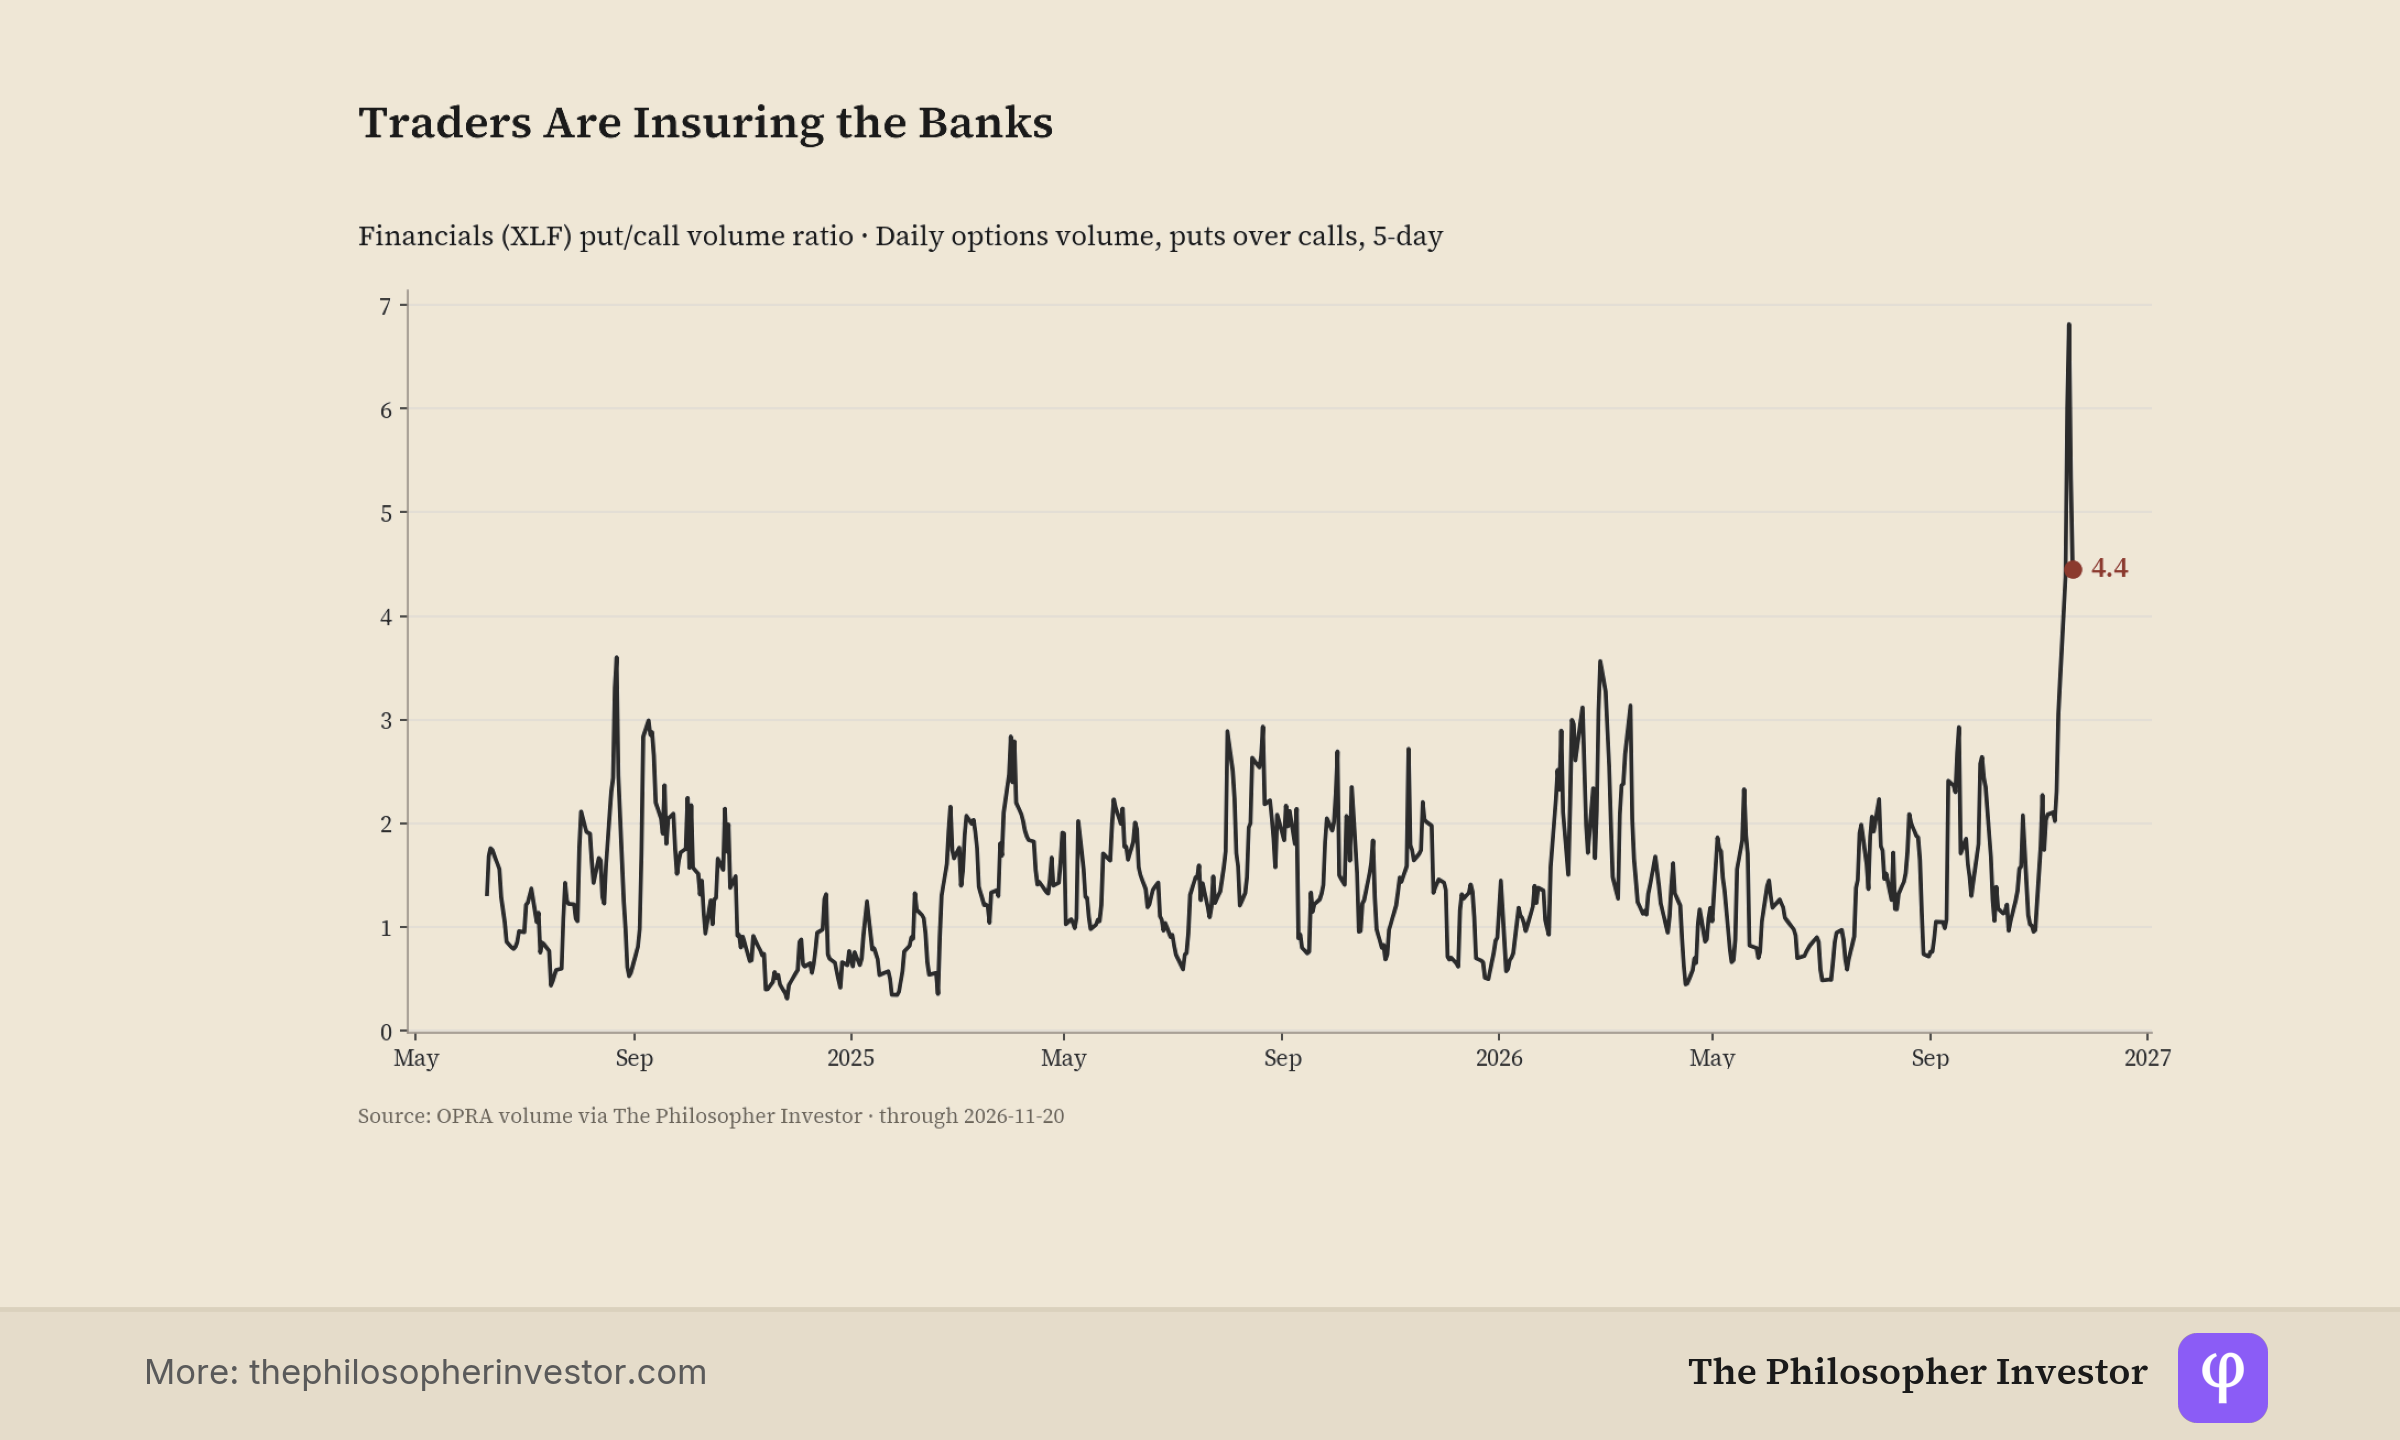 Traders Are Insuring the Banks
Financials (XLF) put/call volume ratio · Daily options volume, puts over calls, 5-day
7
6
5
4
3
2
1
0
4.4
May Sep 2025 May Sep 2026 May Sep 2027
Source: OPRA volume via The Philosopher Investor · through 2026-11-20
More: thephilosopherinvestor.com
The Philosopher Investor φ